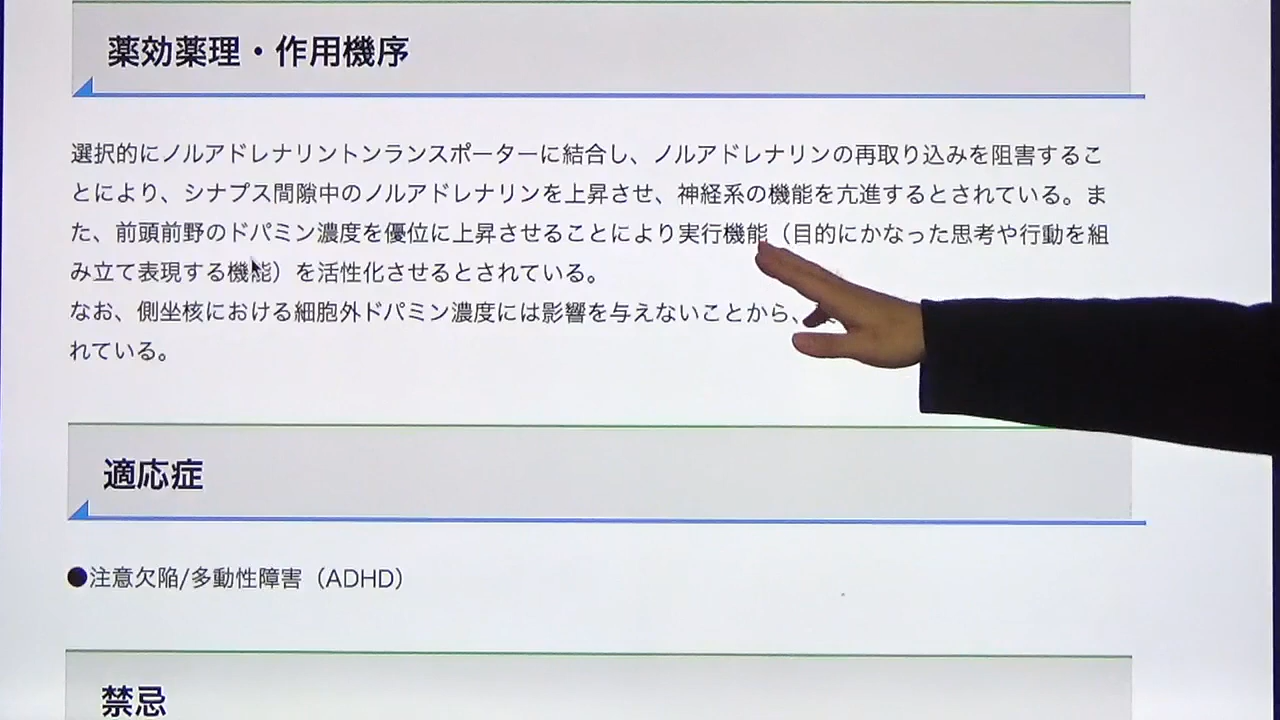 薬効薬理・作用機序
選択的にノルアドレナリントンランスポーターに結合し、ノルアドレナリンの再取り込みを阻害するこ
とにより、シナプス間隙中のノルアドレナリンを上昇させ、神経系の機能を亢進するとされている。ま
た、前頭前野のドパミン濃度を優位に上昇させることにより実行機能（目的にかなった思考や行動を組
み立て表現する機能）を活性化させるとされている。
なお、側坐核における細胞外ドパミン濃度には影響を与えないことから、
れている。
適応症
●注意欠陥/多動性障害（ADHD）
禁忌